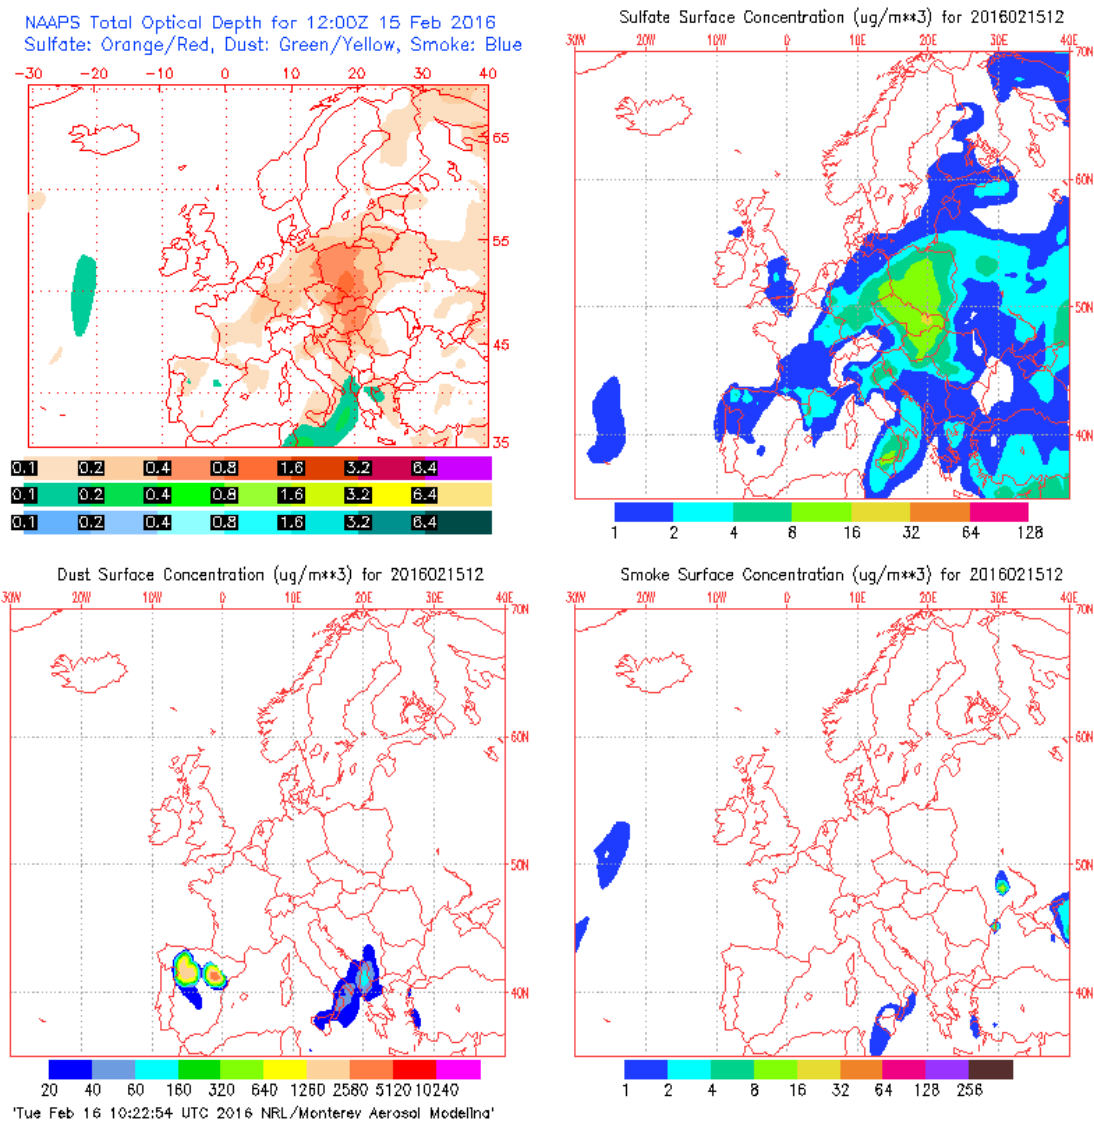 NAAPS Total Optical Depth for 12:00Z 15 Feb 2016
Sulfate: Orange/Red, Dust: Green/Yellow, Smoke: Blue
-30 -20 -10 0 10 20 30 40
65
55
45
35
0.1 0.2 0.4 0.8 1.6 3.2 6.4
0.1 0.2 0.4 0.8 1.6 3.2 6.4
0.1 0.2 0.4 0.8 1.6 3.2 6.4
Sulfate Surface Concentration (ug/m**3) for 2016021512
30W 20W 10W 0 10E 20E 30E 40E
70N
60N
50N
40N
1 2 4 8 16 32 64 128
Dust Surface Concentration (ug/m**3) for 2016021512
30W 20W 10W 0 10E 20E 30E 40E
70N
60N
50N
40N
20 40 60 160 320 640 1260 2580 5120 10240
'Tue Feb 16 10:22:54 UTC 2016 NRL/Monterey Aerosol Modeling'
Smoke Surface Concentration (ug/m**3) for 2016021512
30W 20W 10W 0 10E 20E 30E 40E
70N
60N
50N
40N
1 2 4 8 16 32 64 128 256